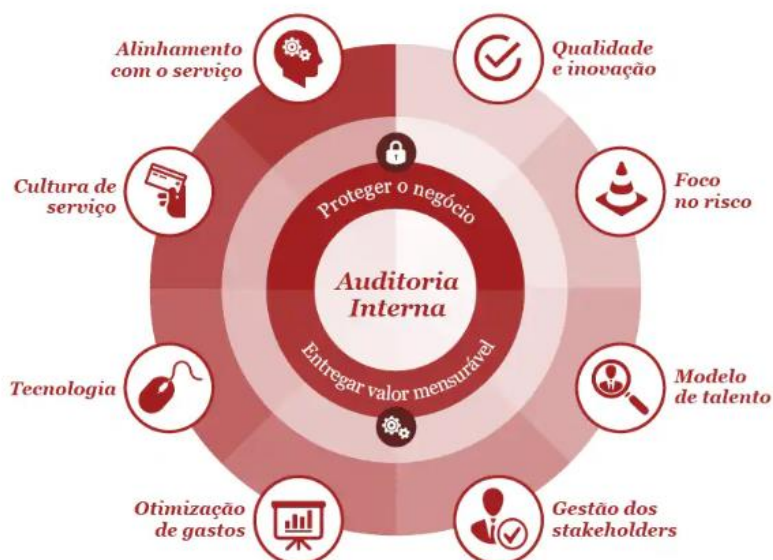 Alinhamento
com o serviço
Qualidade
e inovação
Cultura de
serviço
Foco
no risco
Proteger o negócio
Auditoria
Interna
Entregar valor mensurável
Tecnologia
Modelo
de talento
Otimização
de gastos
Gestão dos
stakeholders